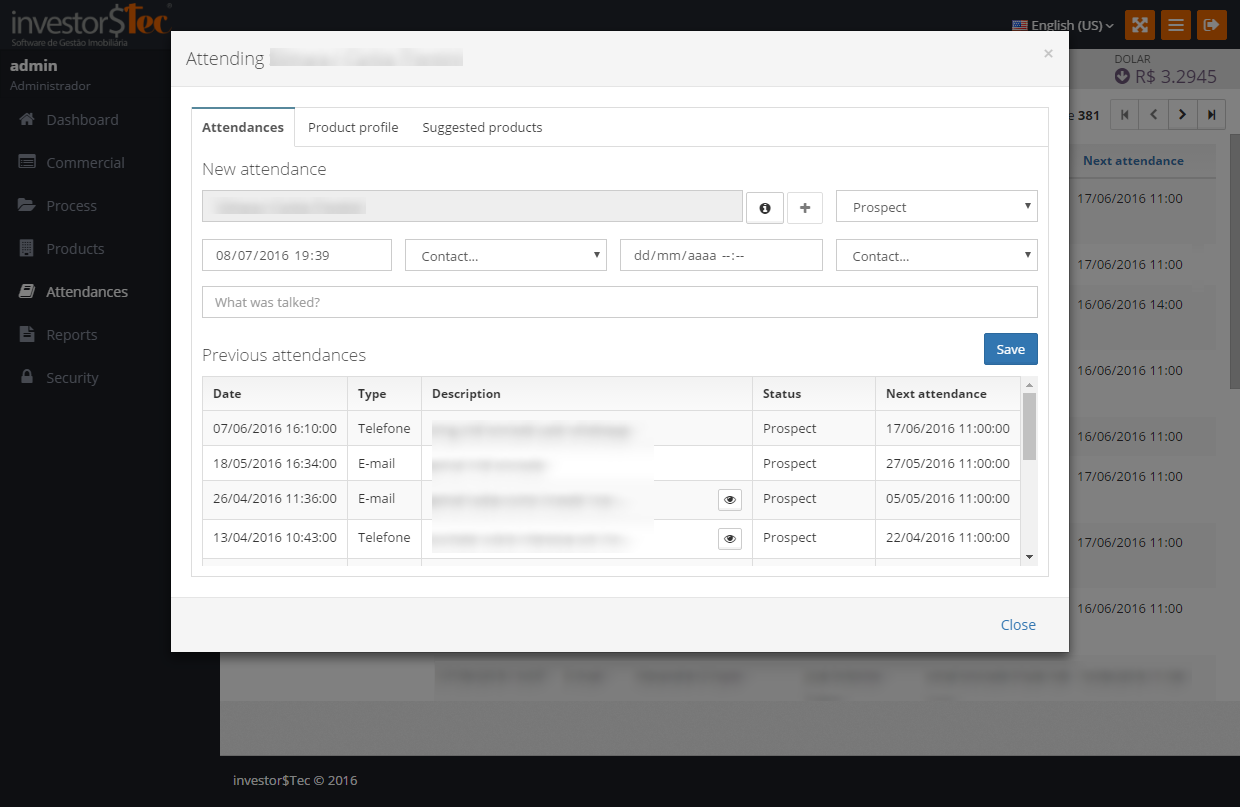 investor$Tec
Software de Gestão Imobiliária
English (US)
admin
Administrador
Dashboard
Commercial
Process
Products
Attendances
Reports
Security
DOLAR
R$ 3.2945
381
Next attendance
17/06/2016 11:00
17/06/2016 11:00
16/06/2016 14:00
16/06/2016 11:00
16/06/2016 11:00
17/06/2016 11:00
17/06/2016 11:00
16/06/2016 11:00
Attending
×
Attendances Product profile Suggested products
New attendance
Prospect
08/07/2016 19:39 Contact... dd/mm/aaaa --:-- Contact...
What was talked?
Previous attendances Save
Date Type Description Status Next attendance
07/06/2016 16:10:00 Telefone Prospect 17/06/2016 11:00:00
18/05/2016 16:34:00 E-mail Prospect 27/05/2016 11:00:00
26/04/2016 11:36:00 E-mail Prospect 05/05/2016 11:00:00
13/04/2016 10:43:00 Telefone Prospect 22/04/2016 11:00:00
Close
investor$Tec © 2016